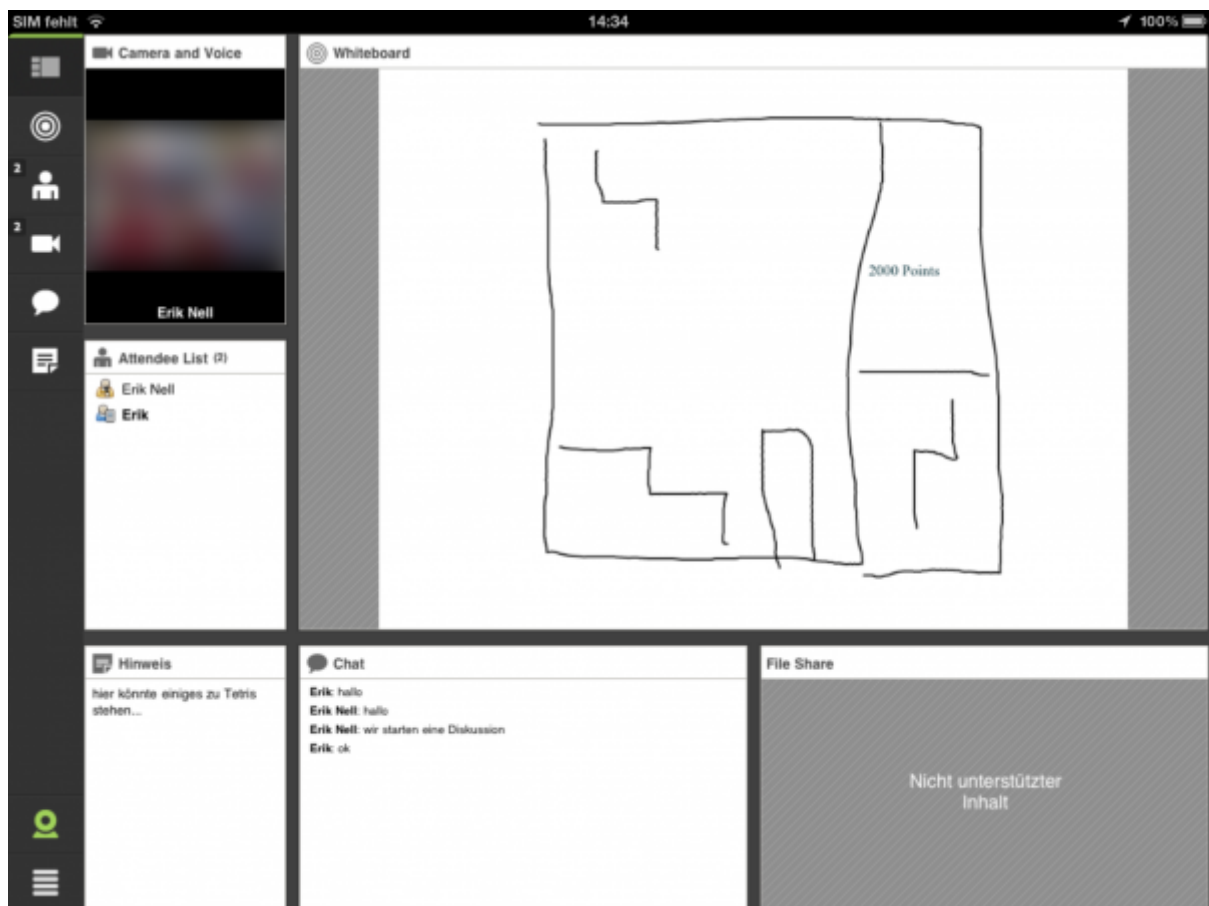 SIM fehlt 14:34 100%
Camera and Voice
Erik Nell
2
2
Attendee List (2)
Erik Nell
Erik
Whiteboard
2000 Points
Hinweis
hier könnte einiges zu Tetris
stehen...
Chat
Erik: hallo
Erik Nell: hallo
Erik Nell: wir starten eine Diskussion
Erik: ok
File Share
Nicht unterstützter
Inhalt